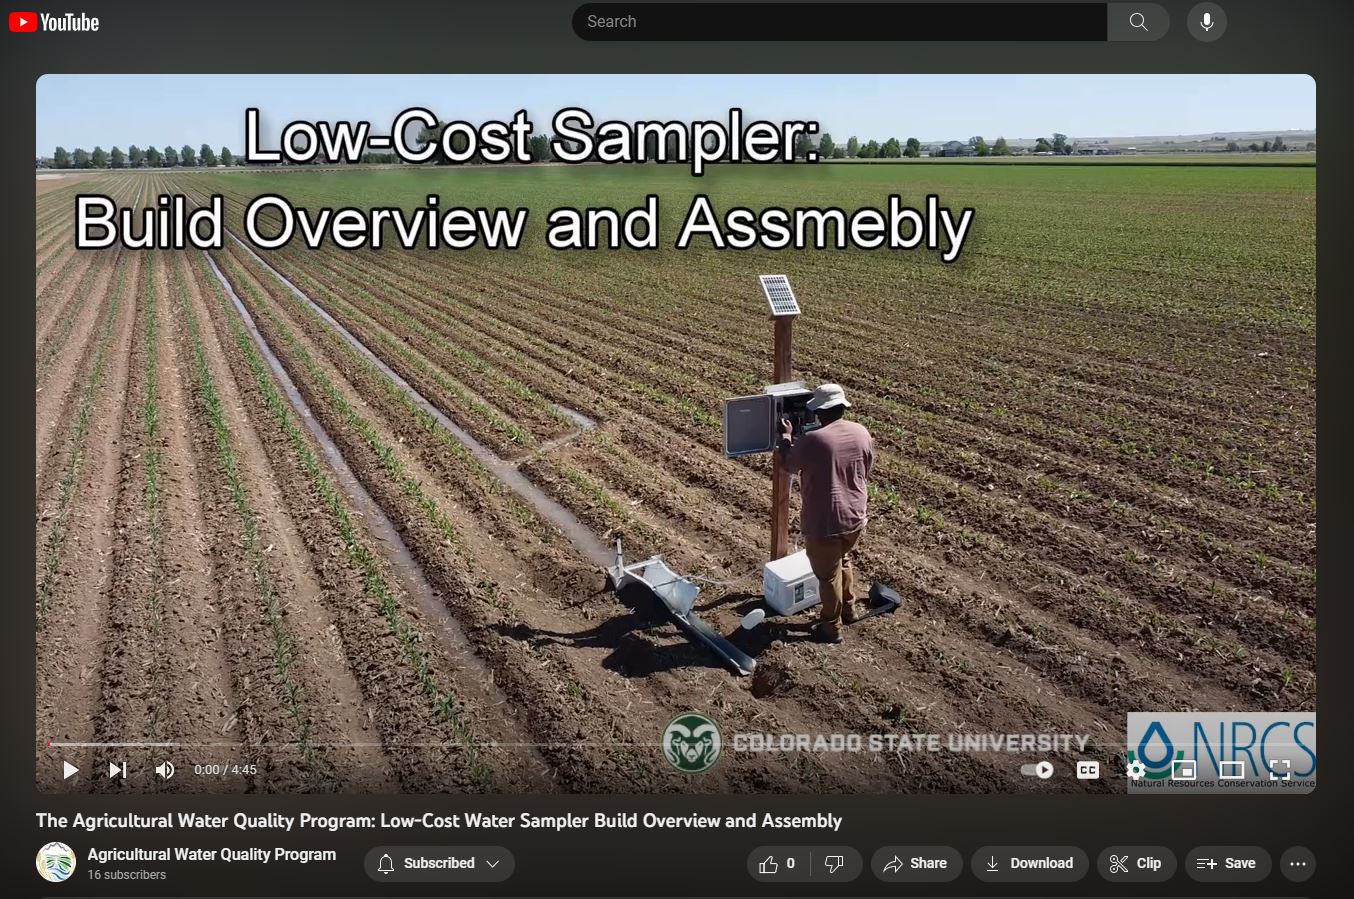 YouTube
Search
Low-Cost Sampler:
Build Overview and Assmebly
COLORADO STATE UNIVERSITY
NRCS
Natural Resources Conservation Service
0:00 / 4:45
CC
The Agricultural Water Quality Program: Low-Cost Water Sampler Build Overview and Assembly
Agricultural Water Quality Program
16 subscribers
Subscribed
0
Share
Download
Clip
Save